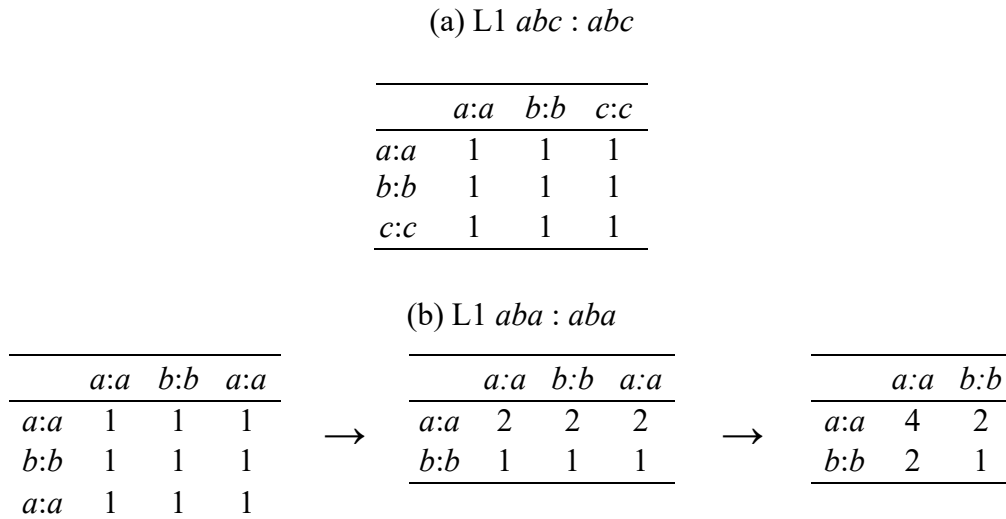 (a) L1 abc : abc
a:a b:b c:c
a:a 1 1 1
b:b 1 1 1
c:c 1 1 1
(b) L1 aba : aba
a:a b:b a:a
a:a 1 1 1
b:b 1 1 1
a:a 1 1 1
→
a:a b:b a:a
a:a 2 2 2
b:b 1 1 1
→
a:a b:b
a:a 4 2
b:b 2 1